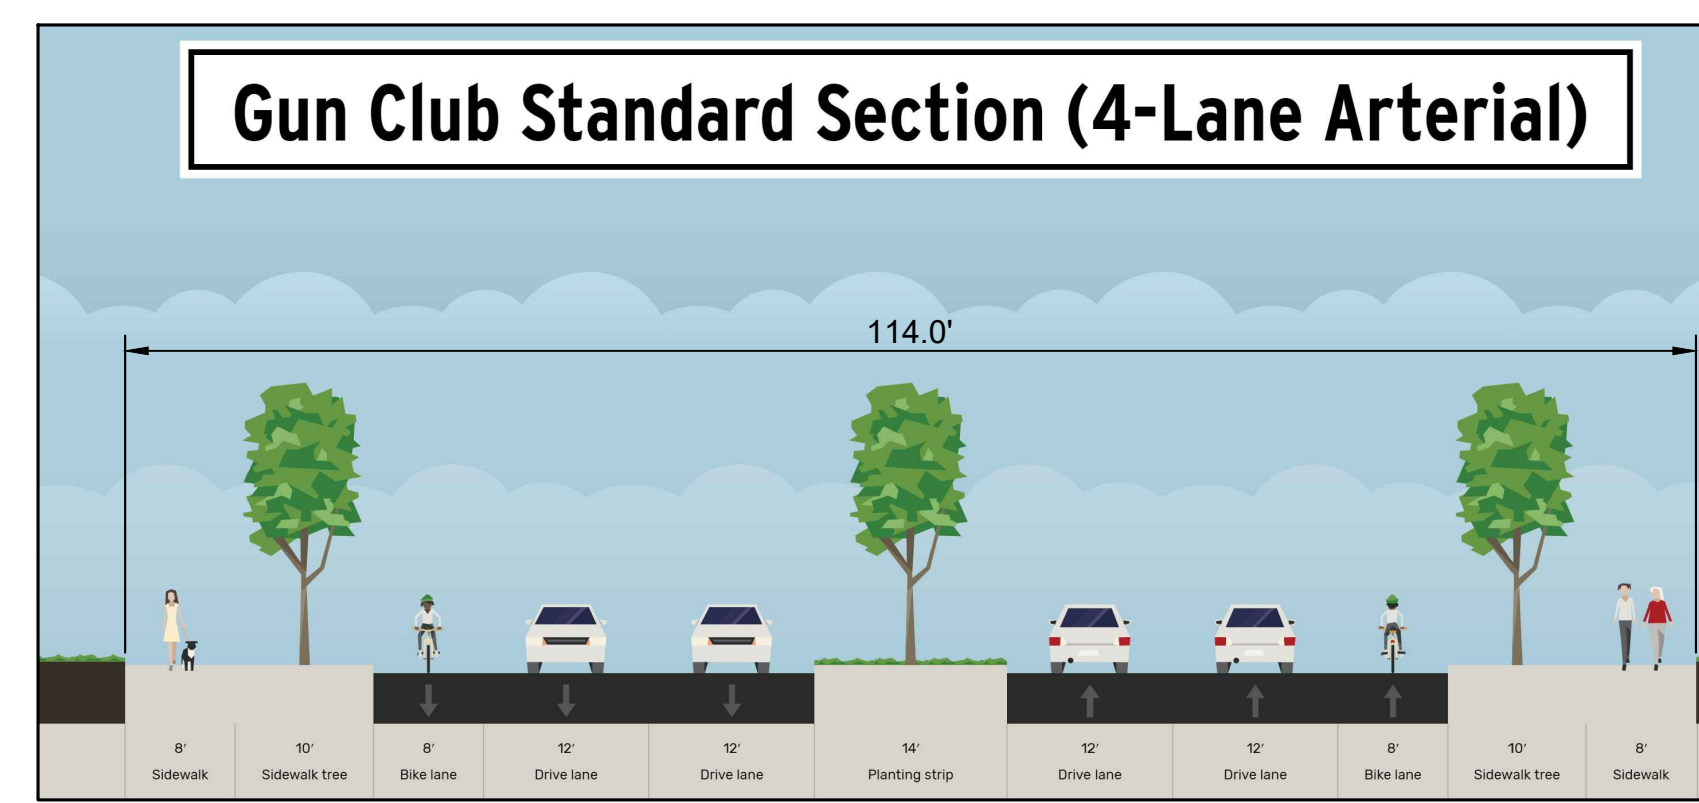 Gun Club Standard Section (4-Lane Arterial)
114.0'
8′ 10′ 8′ 12′ 12′ 14′ 12′ 12′ 8′ 10′ 8′
Sidewalk Sidewalk tree Bike lane Drive lane Drive lane Planting strip Drive lane Drive lane Bike lane Sidewalk tree Sidewalk